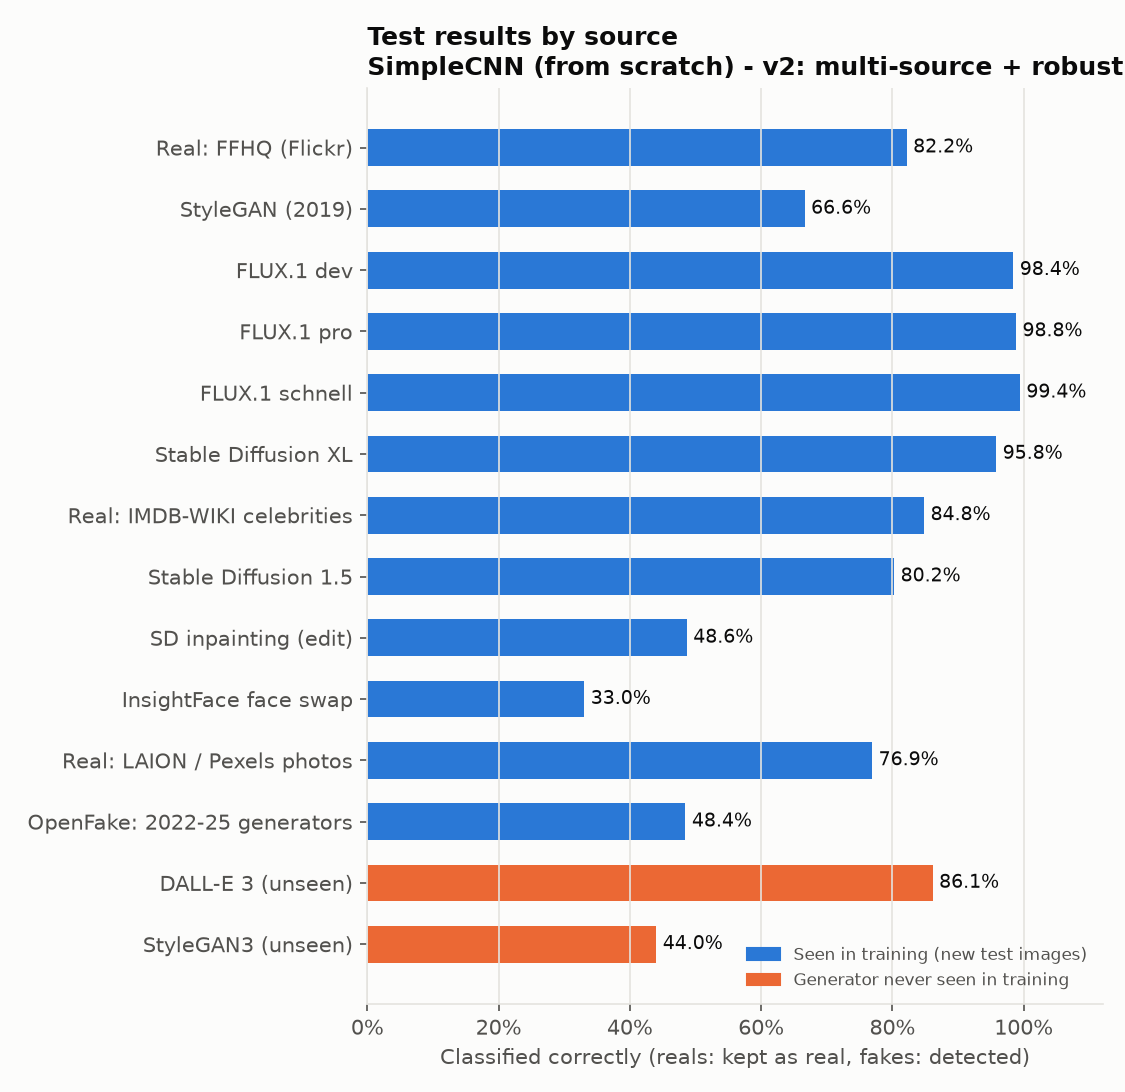 Test results by source
SimpleCNN (from scratch) - v2: multi-source + robust
Real: FFHQ (Flickr) 82.2%
StyleGAN (2019) 66.6%
FLUX.1 dev 98.4%
FLUX.1 pro 98.8%
FLUX.1 schnell 99.4%
Stable Diffusion XL 95.8%
Real: IMDB-WIKI celebrities 84.8%
Stable Diffusion 1.5 80.2%
SD inpainting (edit) 48.6%
InsightFace face swap 33.0%
Real: LAION / Pexels photos 76.9%
OpenFake: 2022-25 generators 48.4%
DALL-E 3 (unseen) 86.1%
StyleGAN3 (unseen) 44.0%
Seen in training (new test images)
Generator never seen in training
0% 20% 40% 60% 80% 100%
Classified correctly (reals: kept as real, fakes: detected)